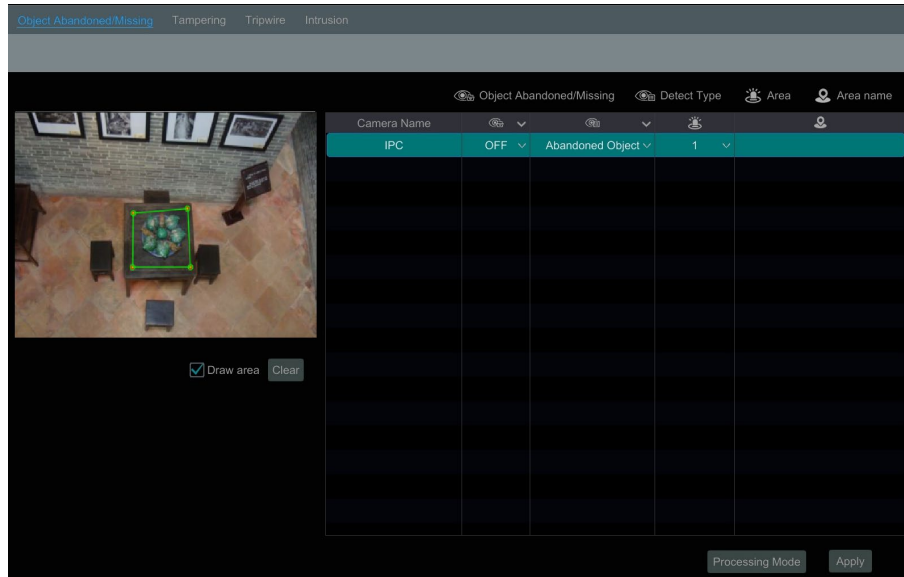 Object Abandoned/Missing Tampering Tripwire Intrusion
Object Abandoned/Missing Detect Type Area Area name
Camera Name
IPC OFF Abandoned Object 1
Draw area Clear
Processing Mode Apply